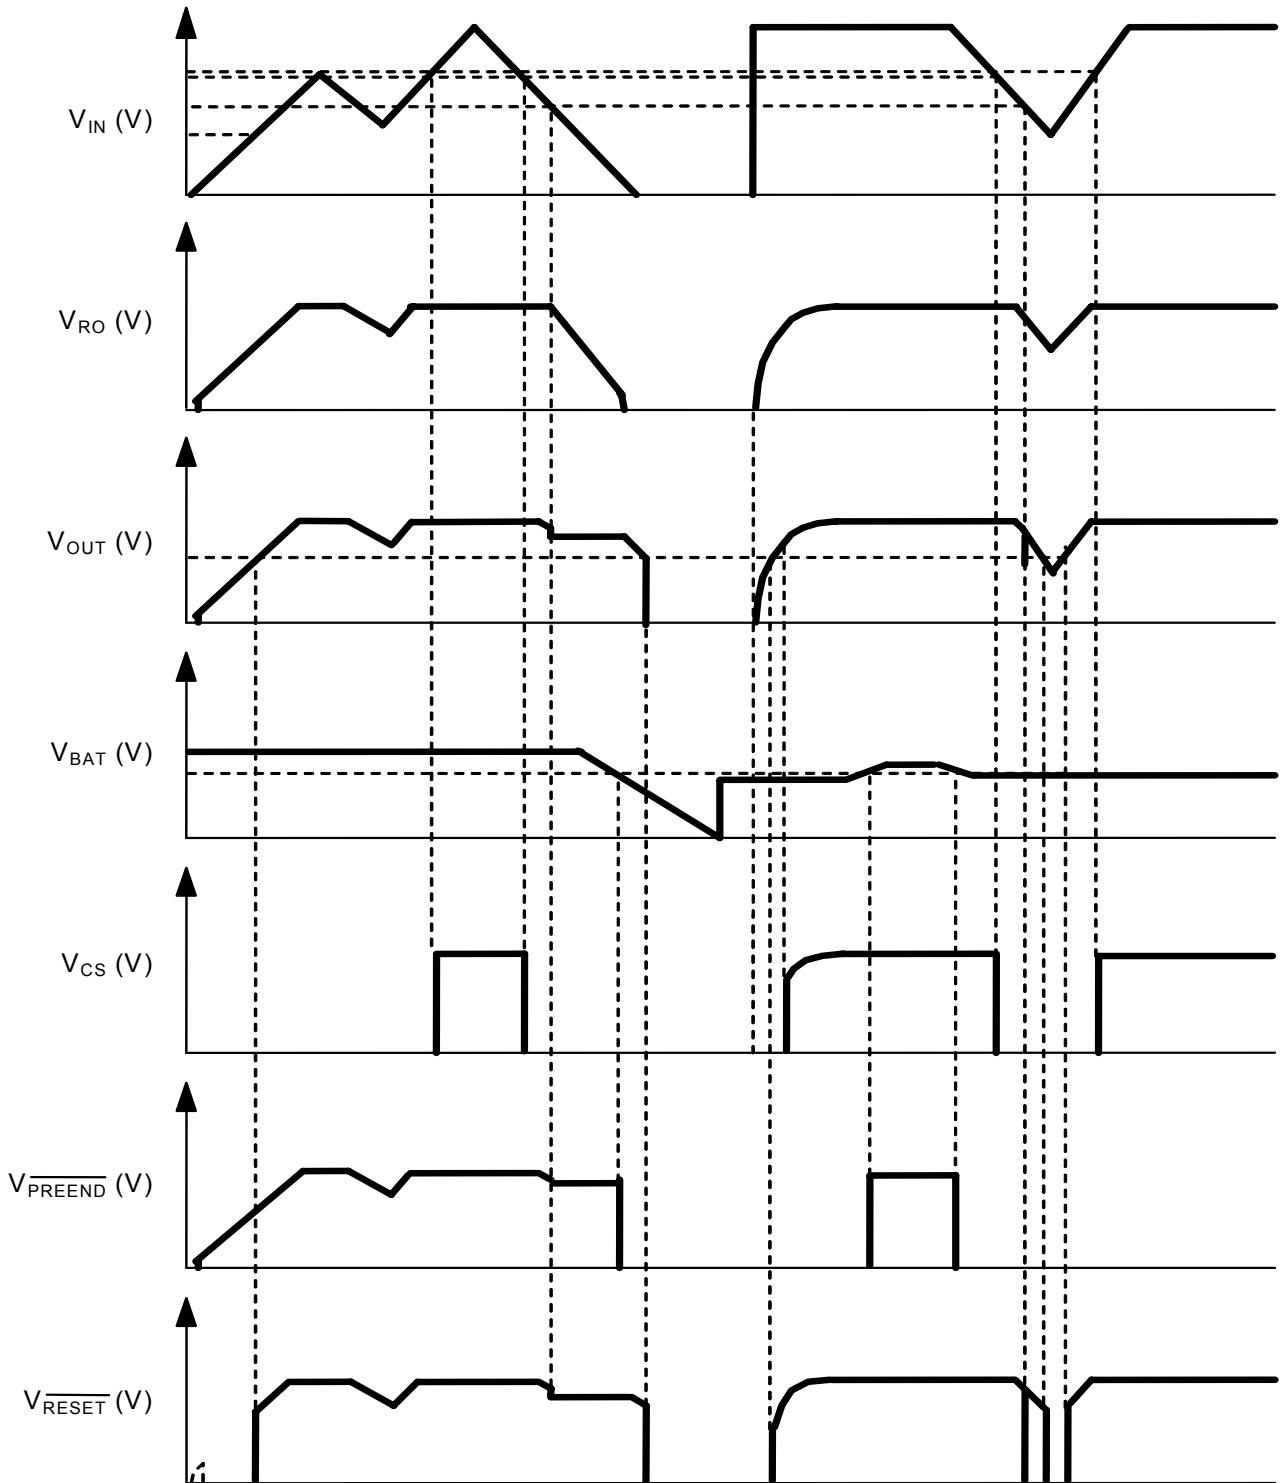 V_IN (V)
V_RO (V)
V_OUT (V)
V_BAT (V)
V_CS (V)
V_PREEND (V)
V_RESET (V)